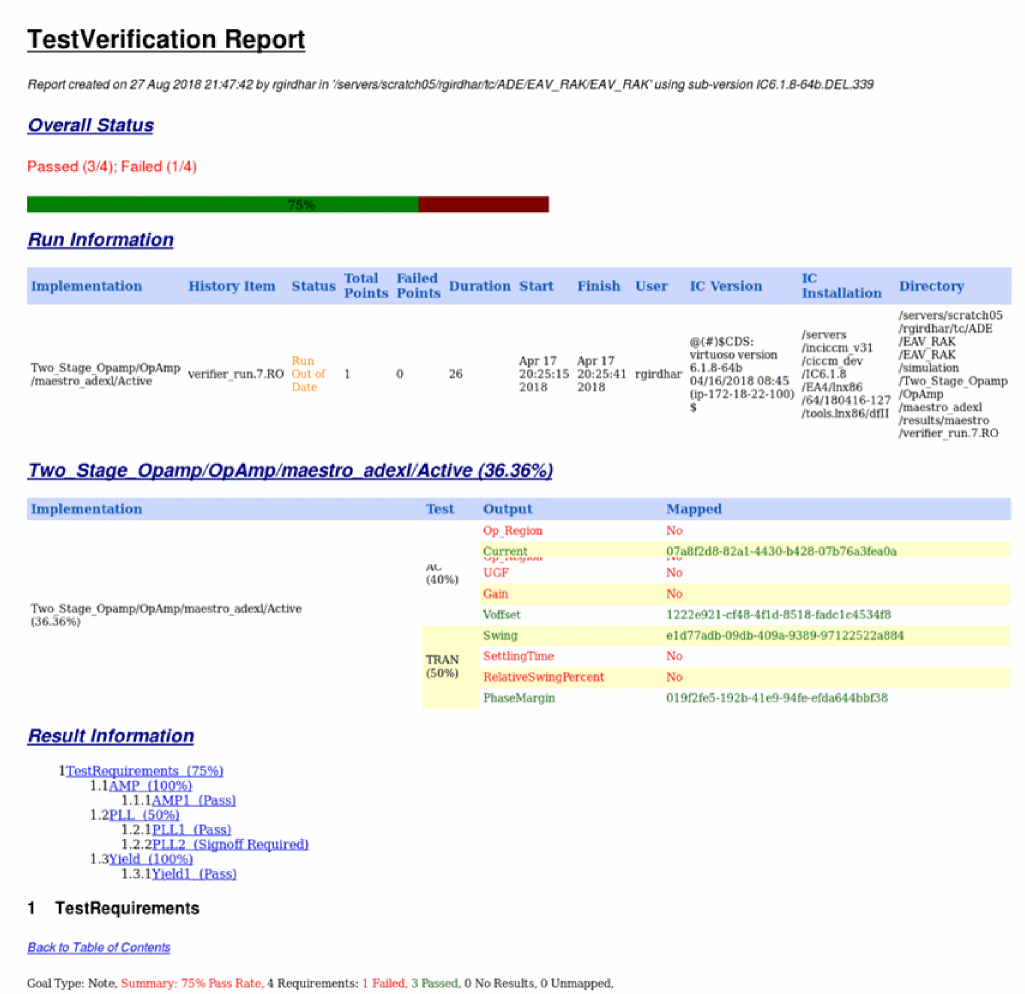 TestVerification Report
Report created on 27 Aug 2018 21:47:42 by rgirdhar in '/servers/scratch05/rgirdhar/tc/ADE/EAV_RAK/EAV_RAK' using sub-version IC6.1.8-64b.DEL.339
Overall Status
Passed (3/4); Failed (1/4)
75%
Run Information
Implementation History Item Status Total Points Failed Points Duration Start Finish User IC Version IC Installation Directory
Two_Stage_Opamp/OpAmp
/maestro_adexl/Active
verifier_run.7.RO
Run
Out of
Date
1
0
26
Apr 17
20:25:15
2018
Apr 17
20:25:41
2018
rgirdhar
@(#)$CDS:
virtuoso version
6.1.8-64b
04/16/2018 08:45
(ip-172-18-22-100)
$
/servers
/inciccm_v31
/ciccm_dev
/IC6.1.8
/EA4/lnx86
/64/180416-127
/tools.lnx86/dfII
/servers/scratch05
/rgirdhar/tc/ADE
/EAV_RAK
/EAV_RAK
/simulation
/Two_Stage_Opamp
/OpAmp
/maestro_adexl
/results/maestro
/verifier_run.7.RO
Two_Stage_Opamp/OpAmp/maestro_adexl/Active (36.36%)
Implementation Test Output Mapped
Two_Stage_Opamp/OpAmp/maestro_adexl/Active
(36.36%)
AC
(40%)
Op_Region No
Current 07a8f2d8-82a1-4430-b428-07b76a3fea0a
Op_Region No
UGF No
Gain No
Voffset 1222e921-cf48-4f1d-8518-fadc1c4534f8
TRAN
(50%)
Swing e1d77adb-09db-409a-9389-97122522a884
SettlingTime No
RelativeSwingPercent No
PhaseMargin 019f2fe5-192b-41e9-94fe-efda644bbf38
Result Information
1TestRequirements (75%)
1.1AMP (100%)
1.1.1AMP1 (Pass)
1.2PLL (50%)
1.2.1PLL1 (Pass)
1.2.2PLL2 (Signoff Required)
1.3Yield (100%)
1.3.1Yield1 (Pass)
1 TestRequirements
Back to Table of Contents
Goal Type: Note, Summary: 75% Pass Rate, 4 Requirements: 1 Failed, 3 Passed, 0 No Results, 0 Unmapped,